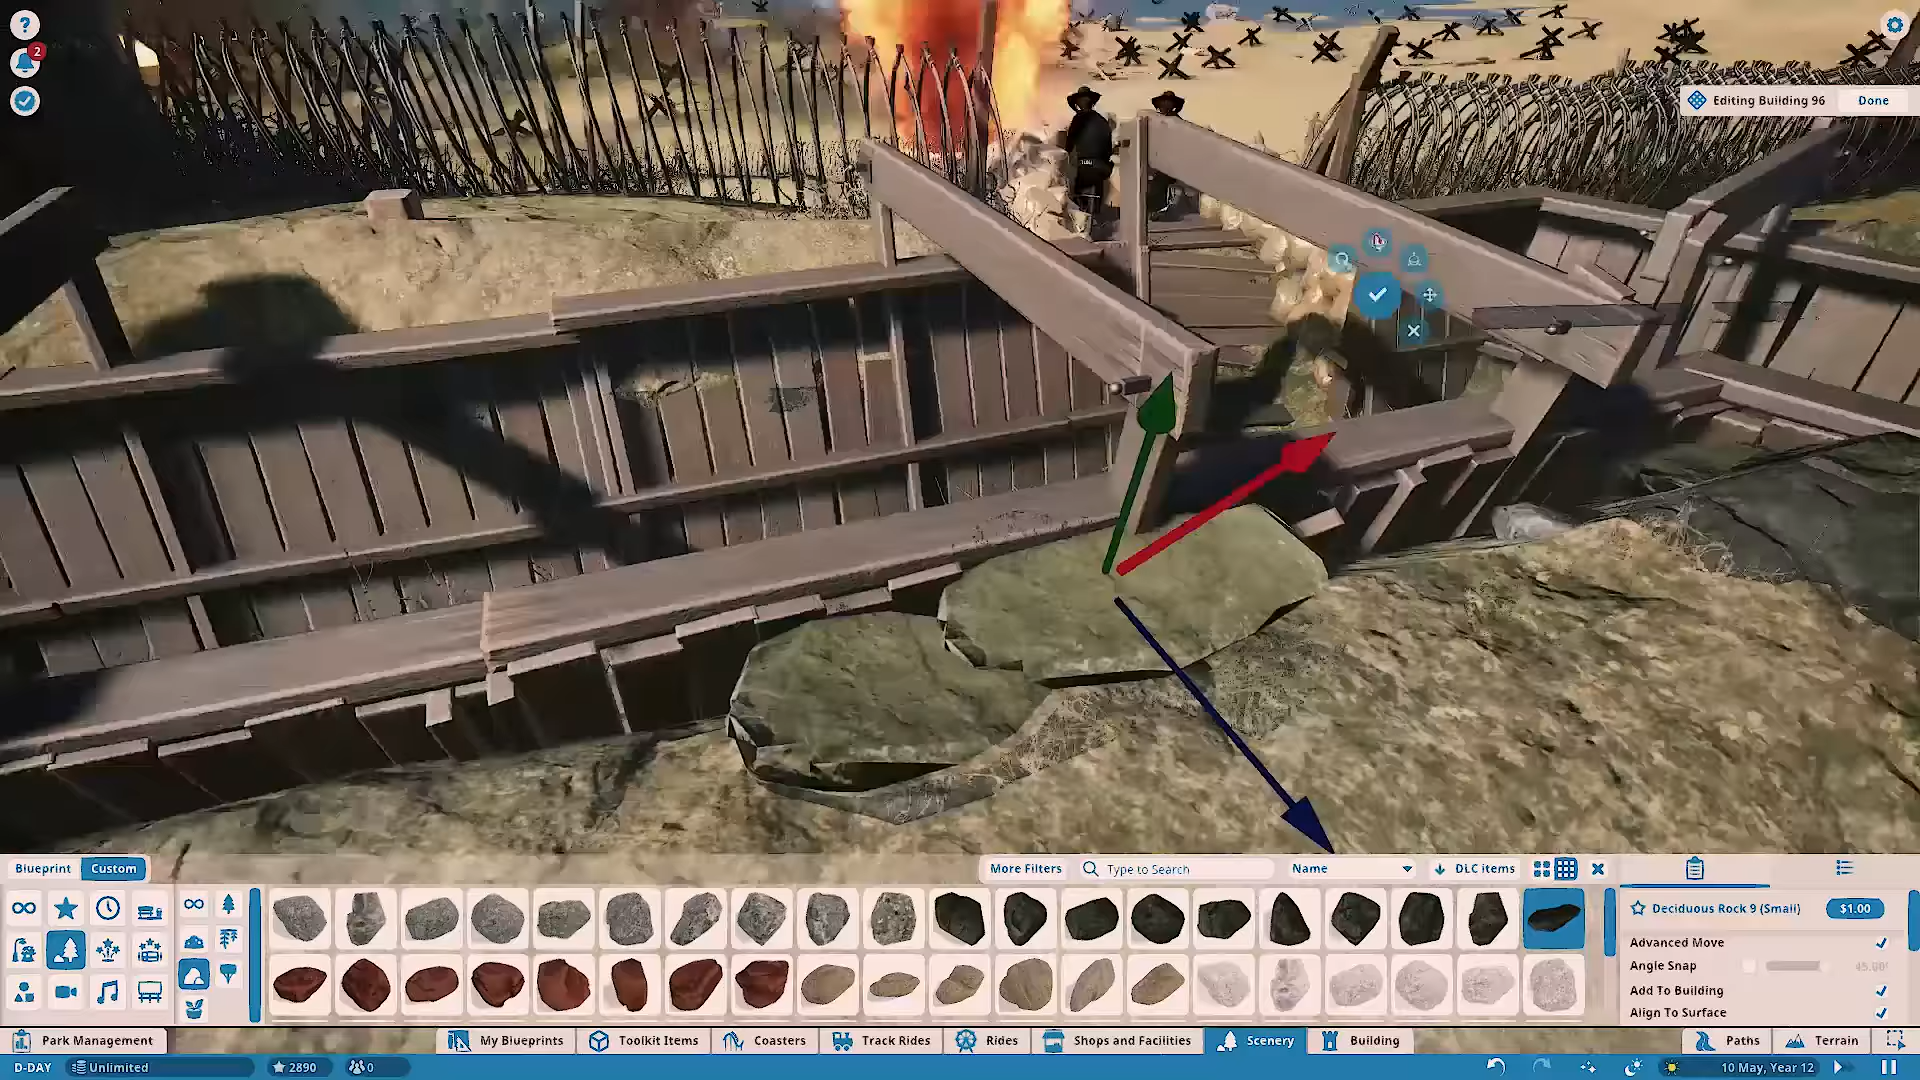 ?
2
Editing Building 96
Done
Blueprint
Custom
More Filters
Type to Search
Name
DLC items
Deciduous Rock 9 (Small)
$1.00
Advanced Move
Angle Snap
45.00°
Add To Building
Align To Surface
Park Management
My Blueprints
Toolkit Items
Coasters
Track Rides
Rides
Shops and Facilities
Scenery
Building
Paths
Terrain
D-DAY
Unlimited
2890
0
10 May, Year 12